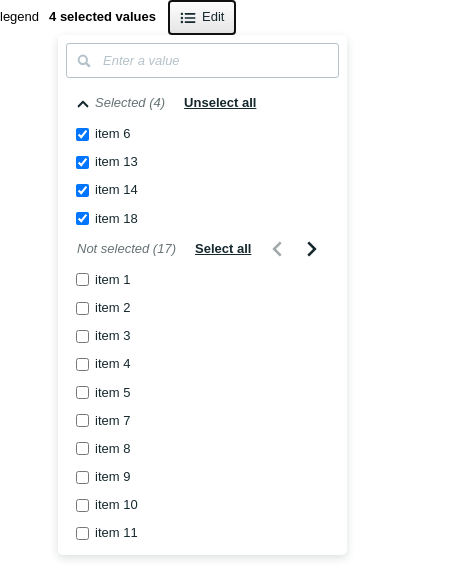 legend 4 selected values Edit
Enter a value
Selected (4) Unselect all
item 6
item 13
item 14
item 18
Not selected (17) Select all
item 1
item 2
item 3
item 4
item 5
item 7
item 8
item 9
item 10
item 11